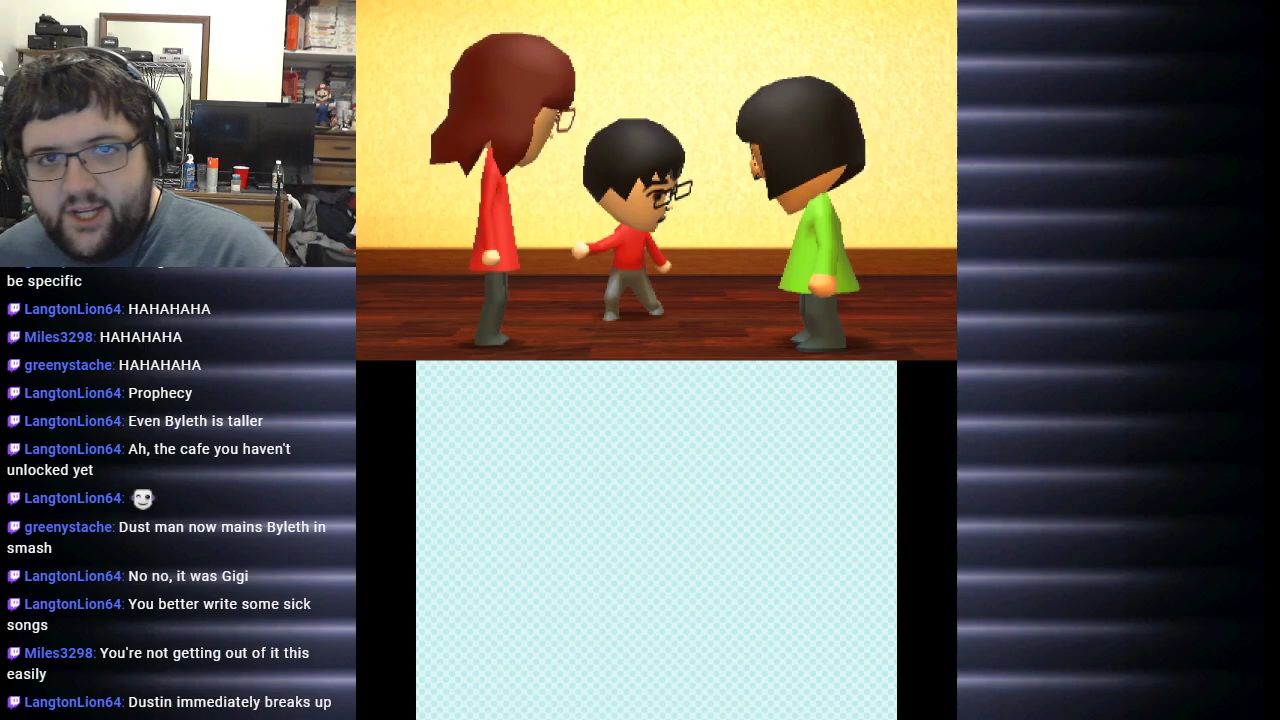 be specific
LangtonLion64: HAHAHAHA
Miles3298: HAHAHAHA
greenystache: HAHAHAHA
LangtonLion64: Prophecy
LangtonLion64: Even Byleth is taller
LangtonLion64: Ah, the cafe you haven't
unlocked yet
LangtonLion64:
greenystache: Dust man now mains Byleth in
smash
LangtonLion64: No no, it was Gigi
LangtonLion64: You better write some sick
songs
Miles3298: You're not getting out of it this
easily
LangtonLion64: Dustin immediately breaks up